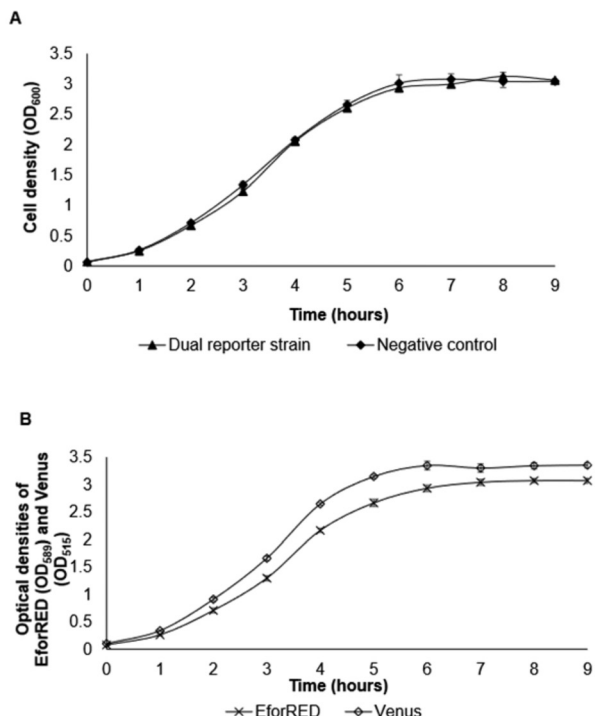 A
3.5
3
2.5
2
1.5
1
0.5
0
Cell density (OD600)
0 1 2 3 4 5 6 7 8 9
Time (hours)
Dual reporter strain Negative control
B
3.5
3
2.5
2
1.5
1
0.5
0
Optical densities of
EforRED (OD589) and Venus
(OD515)
0 1 2 3 4 5 6 7 8 9
Time (hours)
EforRED Venus